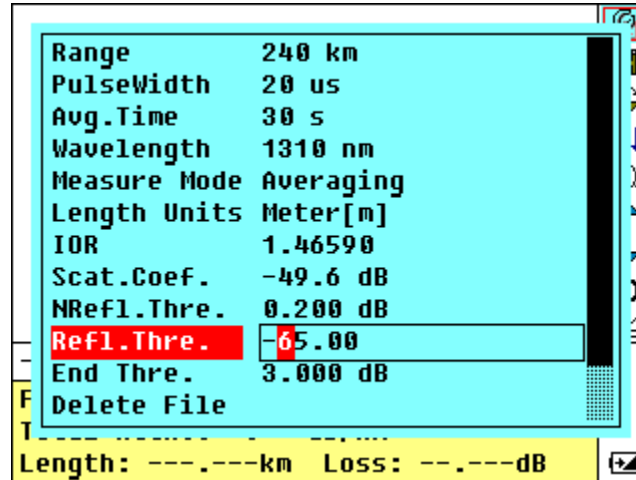 Range 240 km
PulseWidth 20 us
Avg.Time 30 s
Wavelength 1310 nm
Measure Mode Averaging
Length Units Meter[m]
IOR 1.46590
Scat.Coef. -49.6 dB
NRefl.Thre. 0.200 dB
Refl.Thre. -65.00
End Thre. 3.000 dB
Delete File
Length: ---.---km Loss: --.---dB